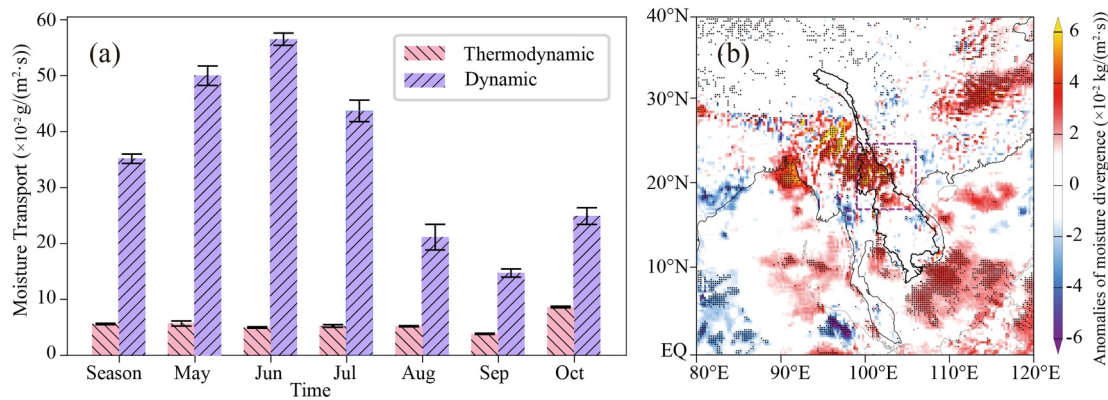 (a)
Thermodynamic
Dynamic
Moisture Transport (×10⁻² g/(m²·s))
60
50
40
30
20
10
0
Season May Jun Jul Aug Sep Oct
Time
(b)
40°N
30°N
20°N
10°N
EQ
80°E 90°E 100°E 110°E 120°E
6
4
2
0
-2
-4
-6
Anomalies of moisture divergence (×10⁻² kg/(m²·s))